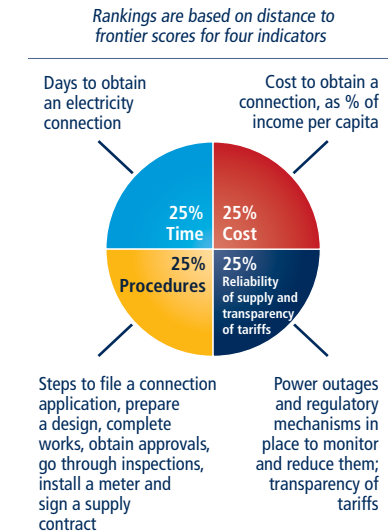 Rankings are based on distance to
frontier scores for four indicators
Days to obtain
an electricity
connection
Cost to obtain a
connection, as % of
income per capita
25%
Time
25%
Cost
25%
Procedures
25%
Reliability
of supply and
transparency
of tariffs
Steps to file a connection
application, prepare
a design, complete
works, obtain approvals,
go through inspections,
install a meter and
sign a supply
contract
Power outages
and regulatory
mechanisms in
place to monitor
and reduce them;
transparency of
tariffs